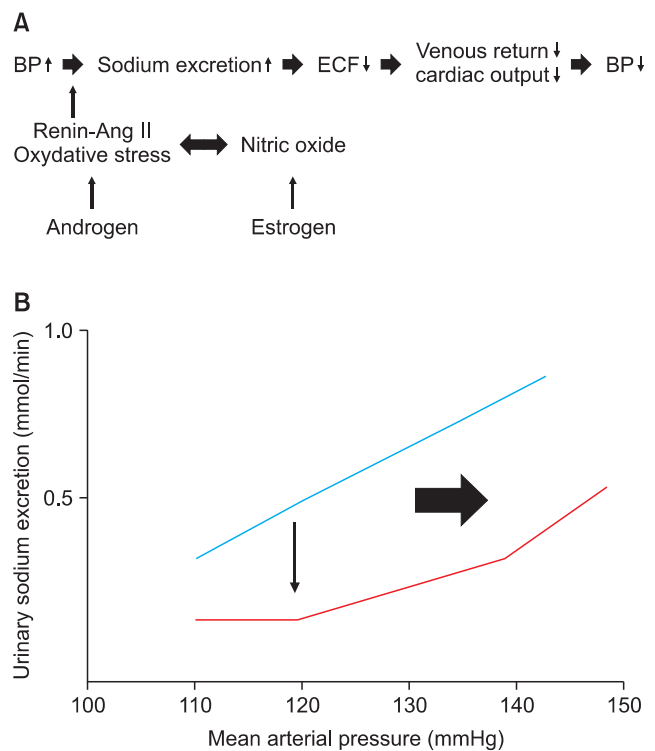 A
Venous return↓
BP↑ Sodium excretion↑ ECF↓ cardiac output↓ BP↓
Renin-Ang II
Oxydative stress Nitric oxide
Androgen Estrogen
B
1.0
0.5
Urinary sodium excretion (mmol/min)
100 110 120 130 140 150
Mean arterial pressure (mmHg)